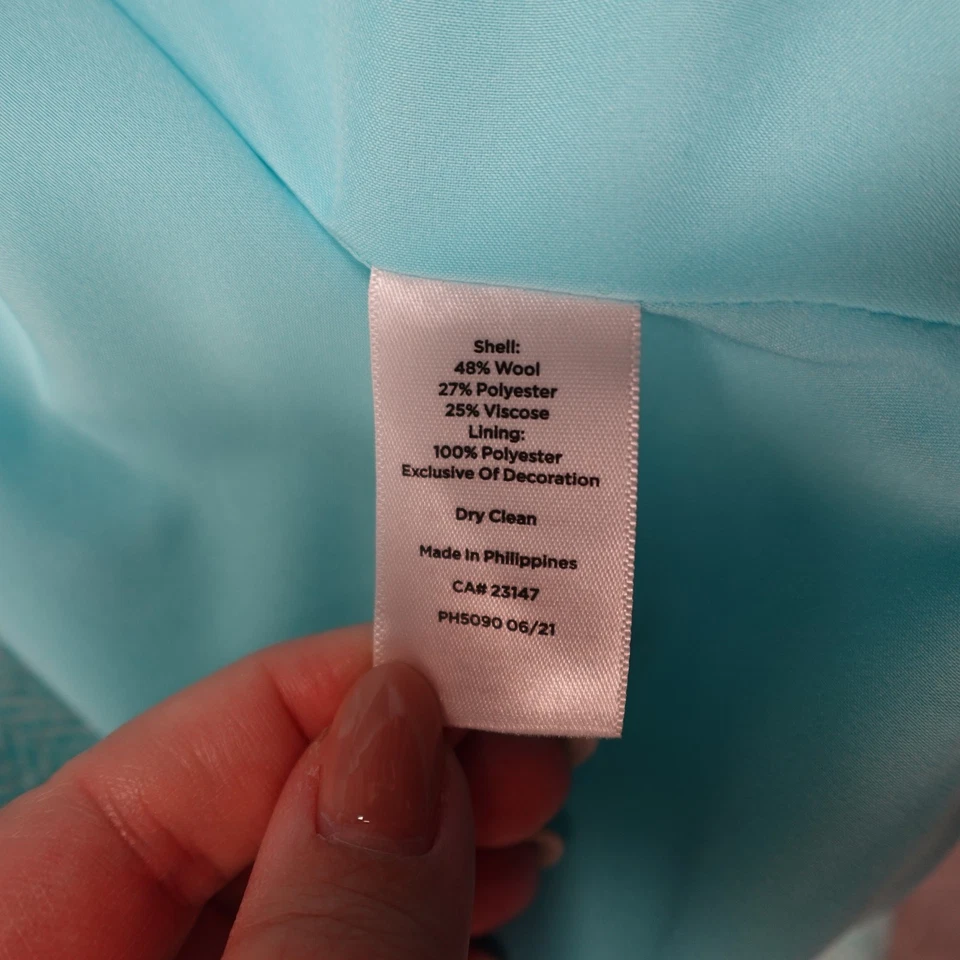 Shell:
48% Wool
27% Polyester
25% Viscose
Lining:
100% Polyester
Exclusive Of Decoration
Dry Clean
Made In Philippines
CA# 23147
PH5090 06/21